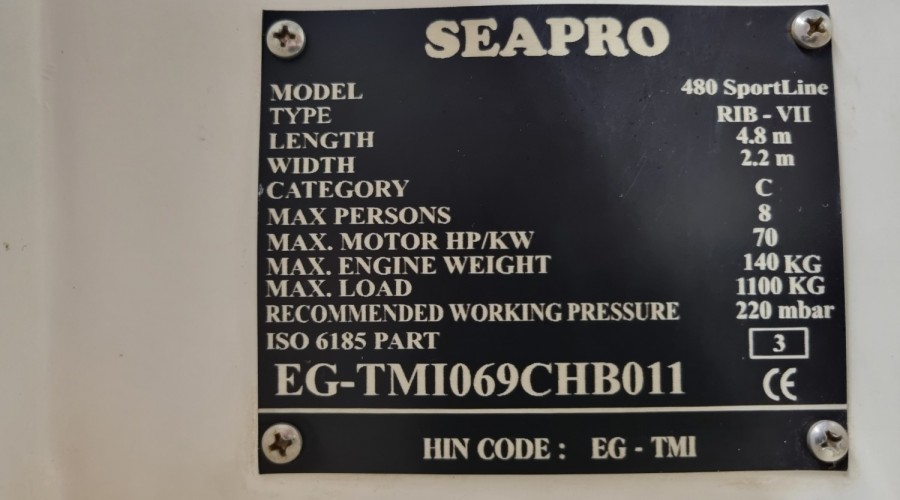 SEAPRO
MODEL 480 SportLine
TYPE RIB - VII
LENGTH 4.8 m
WIDTH 2.2 m
CATEGORY C
MAX PERSONS 8
MAX. MOTOR HP/KW 70
MAX. ENGINE WEIGHT 140 KG
MAX. LOAD 1100 KG
RECOMMENDED WORKING PRESSURE 220 mbar
ISO 6185 PART 3
EG-TMI069CHB011 CE
HIN CODE : EG - TMI